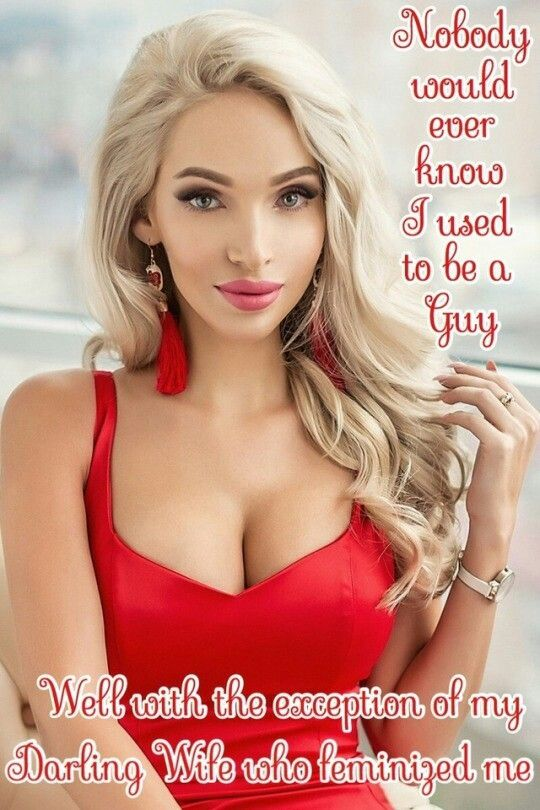 Nobody
would
ever
know
I used
to be a
Guy
Well with the exception of my
Darling Wife who feminized me